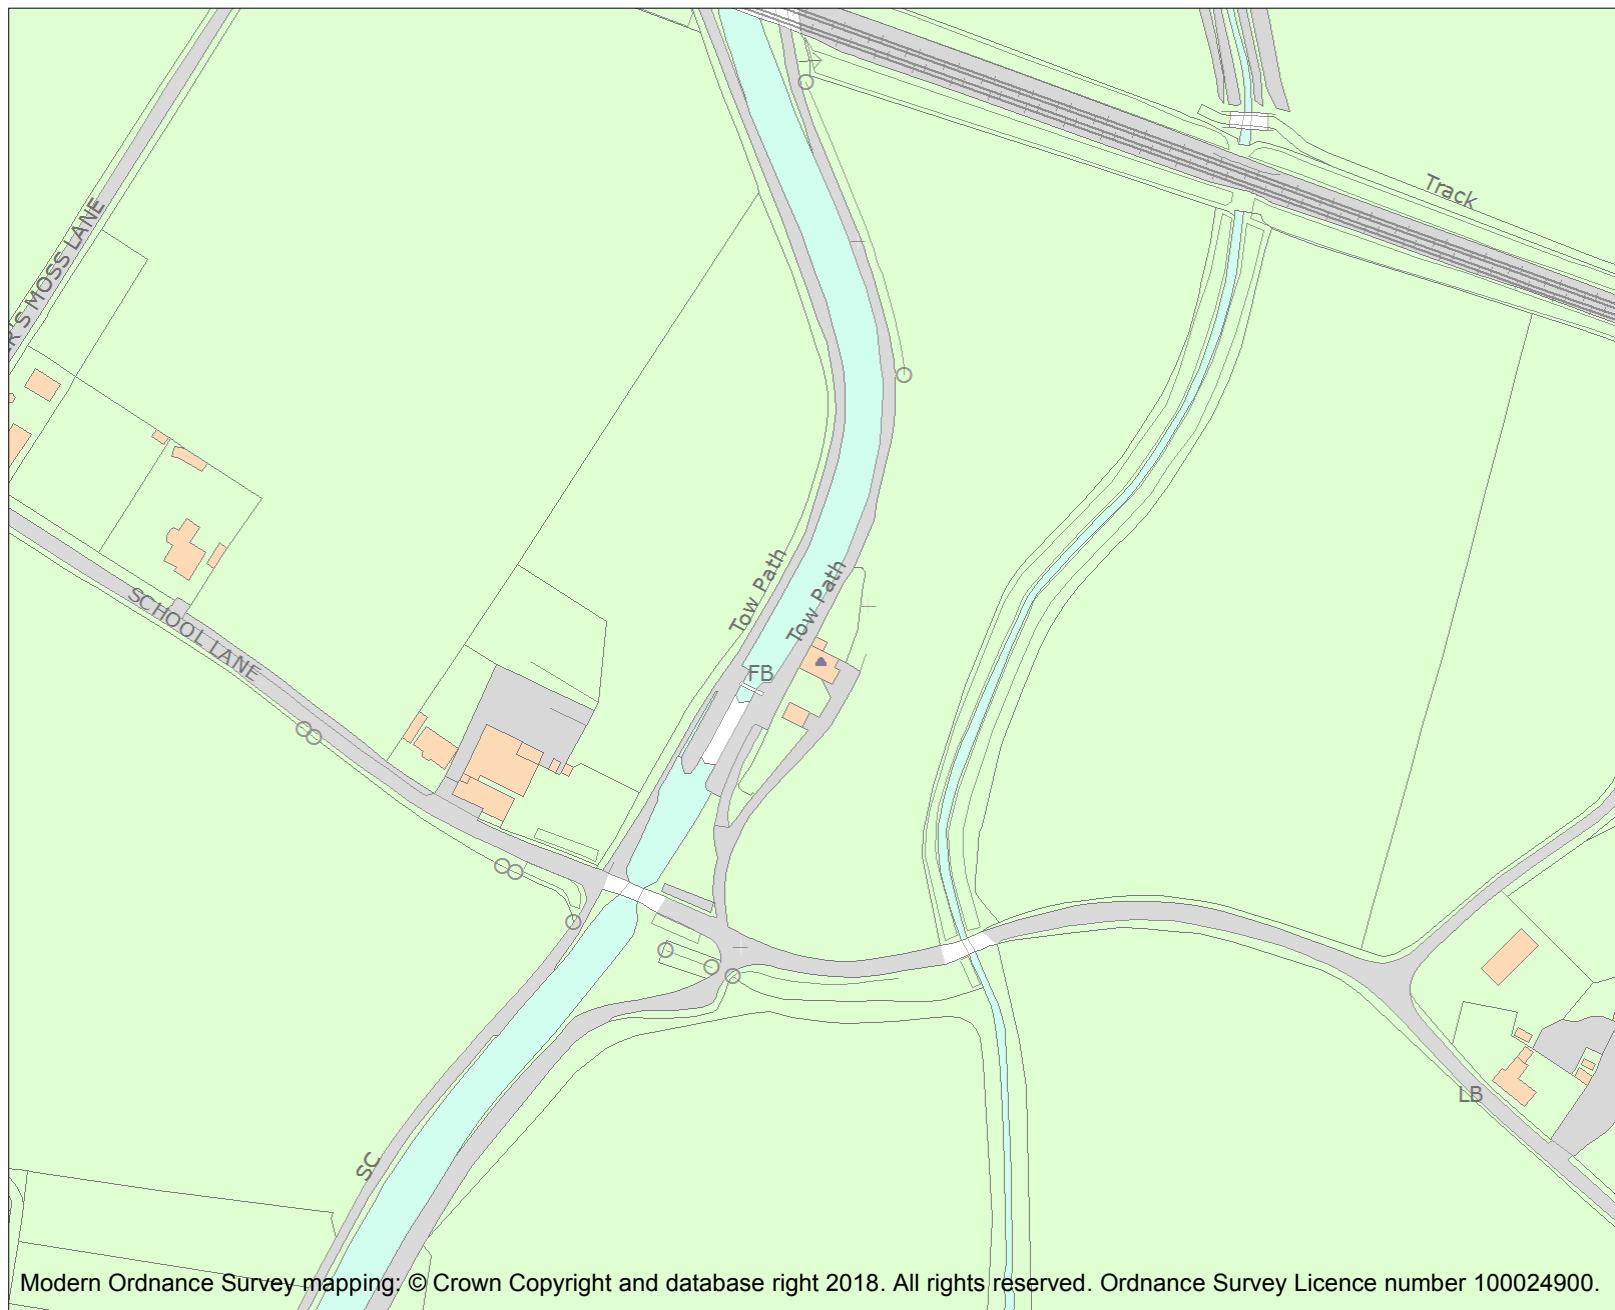 Track
R'S MOSS LANE
Tow Path
Tow Path
SCHOOL LANE
FB
LB
SC
Modern Ordnance Survey mapping: © Crown Copyright and database right 2018. All rights reserved. Ordnance Survey Licence number 100024900.